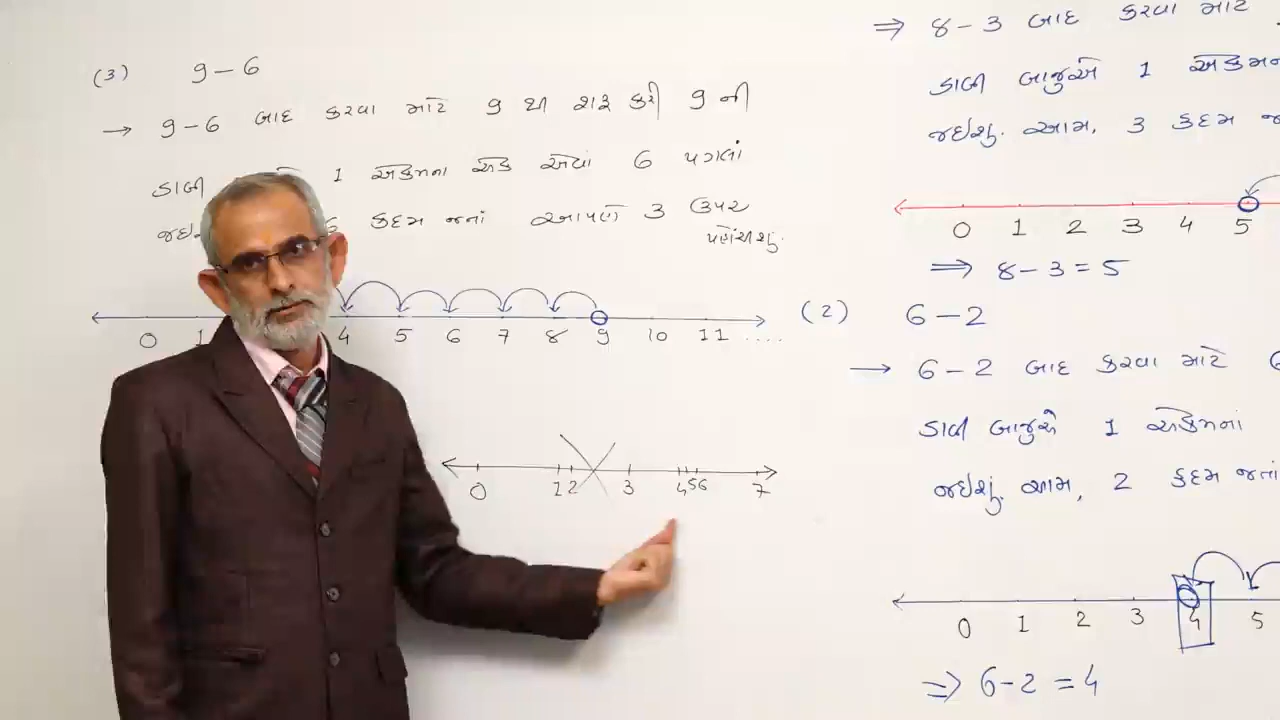 (3) 9 – 6
→ 9 – 6 બાદ કરવા માટે 9 થી શરૂ કરી 9 ની
ડાબી 1 એકમના એક એવાં 6 પગલાં
કદમ જતાં આપણે 3 ઉપર
પહોંચીશું.
0 1 4 5 6 7 8 9 10 11 ....
0 1 2 3 4 5 6 7
⇒ 8 – 3 બાદ કરવા માટે
ડાબી બાજુએ 1 એકમન
જઇશું. આમ, 3 કદમ જ
0 1 2 3 4 5
⇒ 8 – 3 = 5
(2) 6 – 2
→ 6 – 2 બાદ કરવા માટે 6
ડાબી બાજુએ 1 એકમનાં
જઇશું. આમ, 2 કદમ જતાં
0 1 2 3 4 5
⇒ 6 – 2 = 4